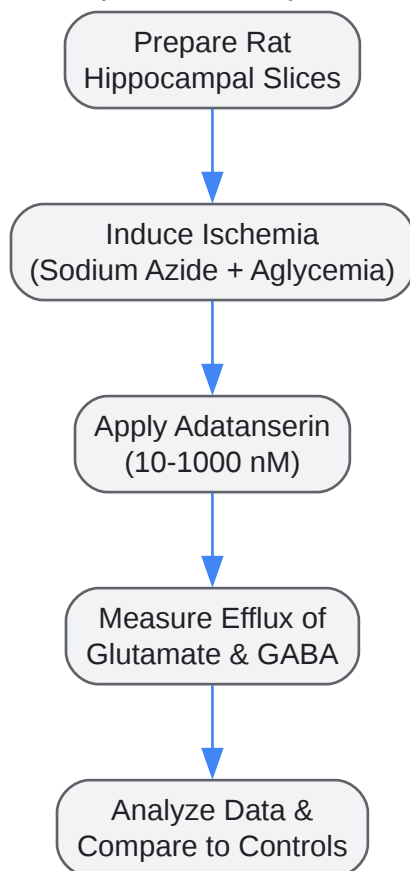 Prepare Rat
Hippocampal Slices
Induce Ischemia
(Sodium Azide + Aglycemia)
Apply Adatanserin
(10-1000 nM)
Measure Efflux of
Glutamate & GABA
Analyze Data &
Compare to Controls